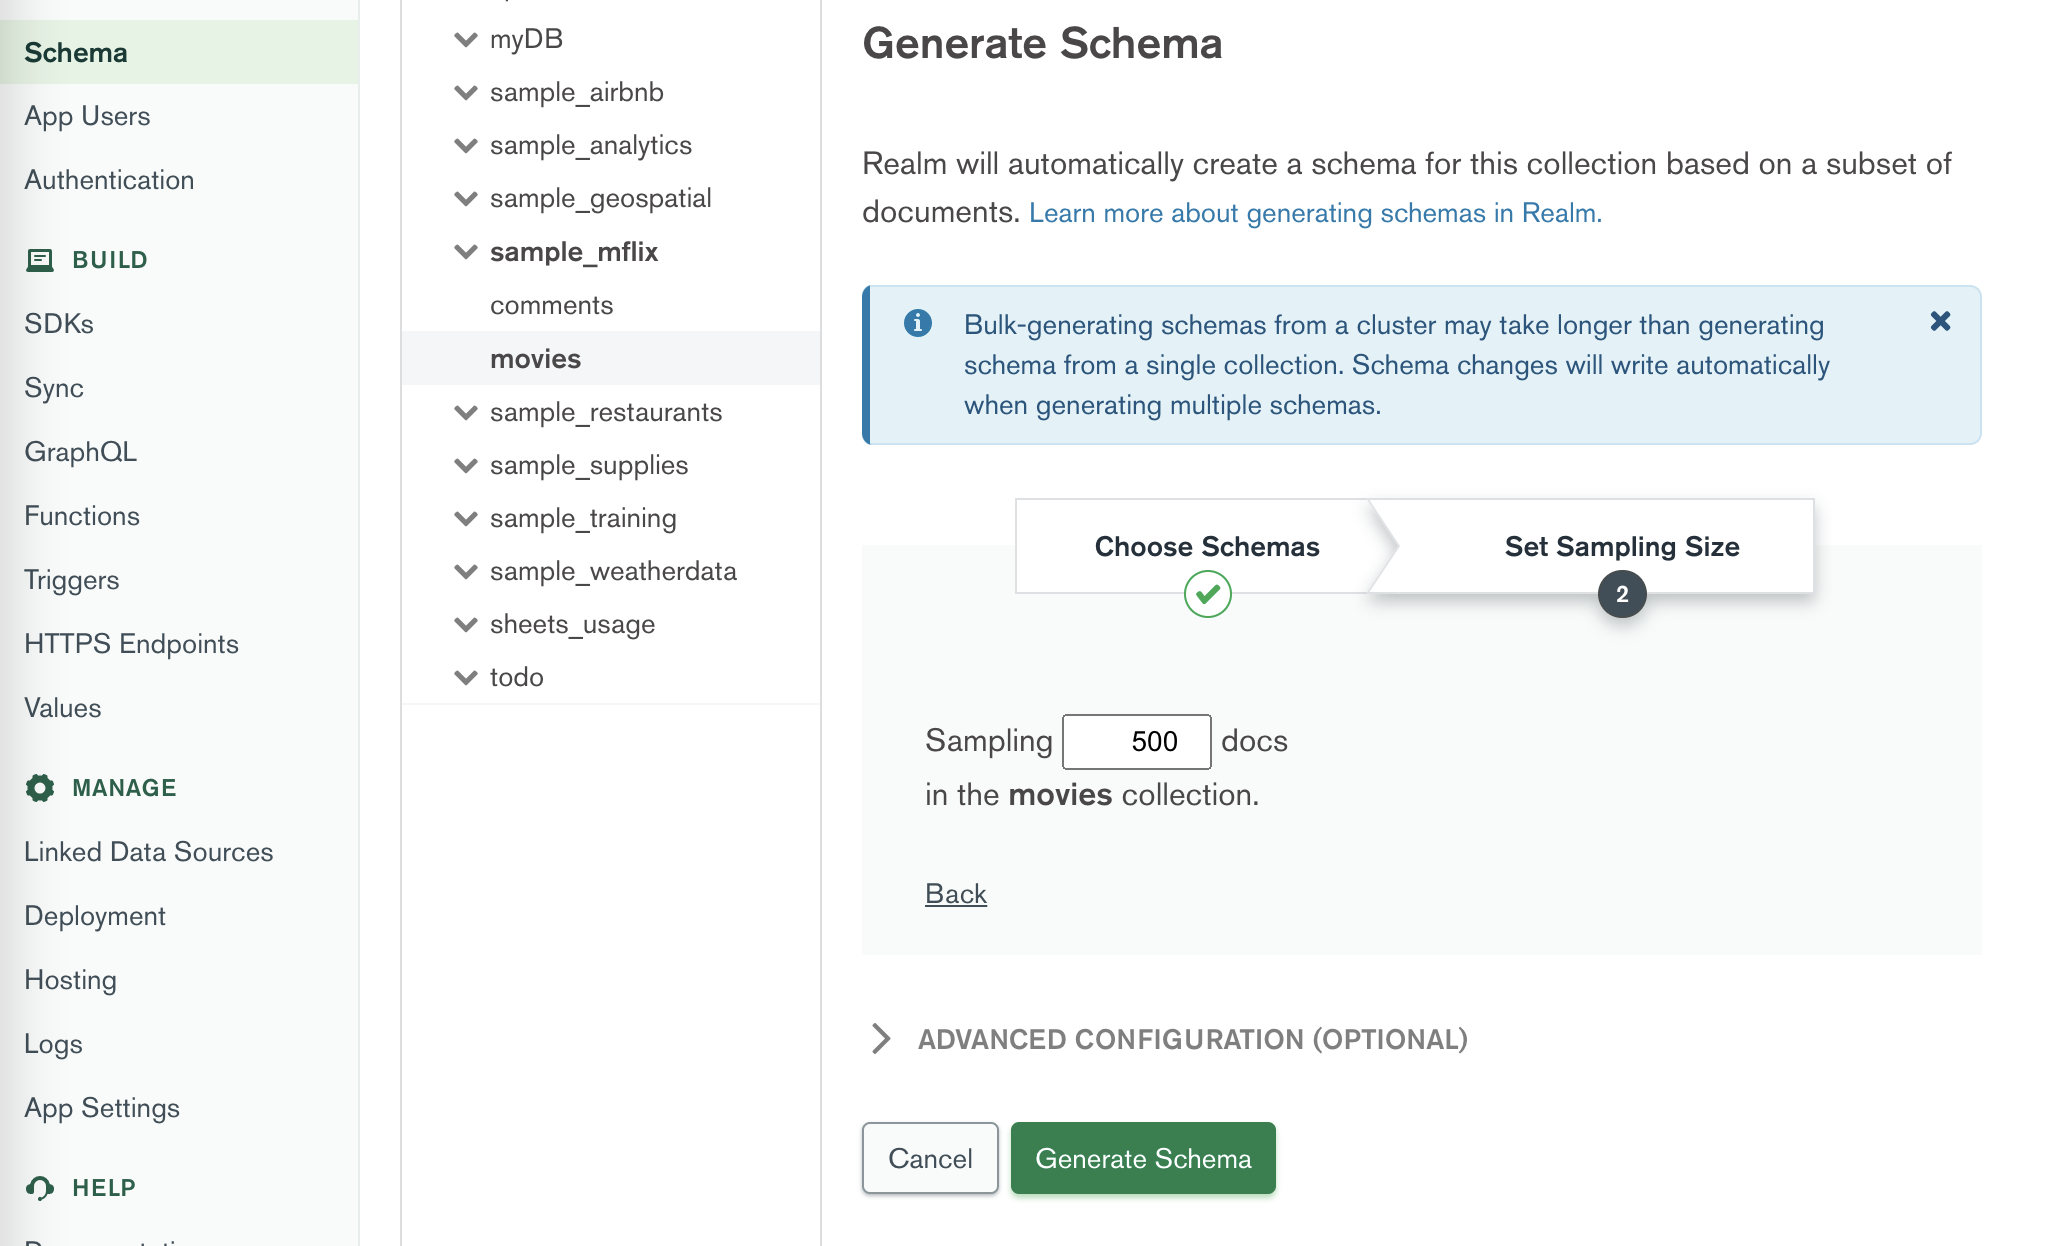 Schema
App Users
Authentication
BUILD
SDKs
Sync
GraphQL
Functions
Triggers
HTTPS Endpoints
Values
MANAGE
Linked Data Sources
Deployment
Hosting
Logs
App Settings
HELP
myDB
sample_airbnb
sample_analytics
sample_geospatial
sample_mflix
comments
movies
sample_restaurants
sample_supplies
sample_training
sample_weatherdata
sheets_usage
todo
Generate Schema
Realm will automatically create a schema for this collection based on a subset of
documents. Learn more about generating schemas in Realm.
Bulk-generating schemas from a cluster may take longer than generating
schema from a single collection. Schema changes will write automatically
when generating multiple schemas.
Choose Schemas
Set Sampling Size
2
Sampling 500 docs
in the movies collection.
Back
ADVANCED CONFIGURATION (OPTIONAL)
Cancel
Generate Schema